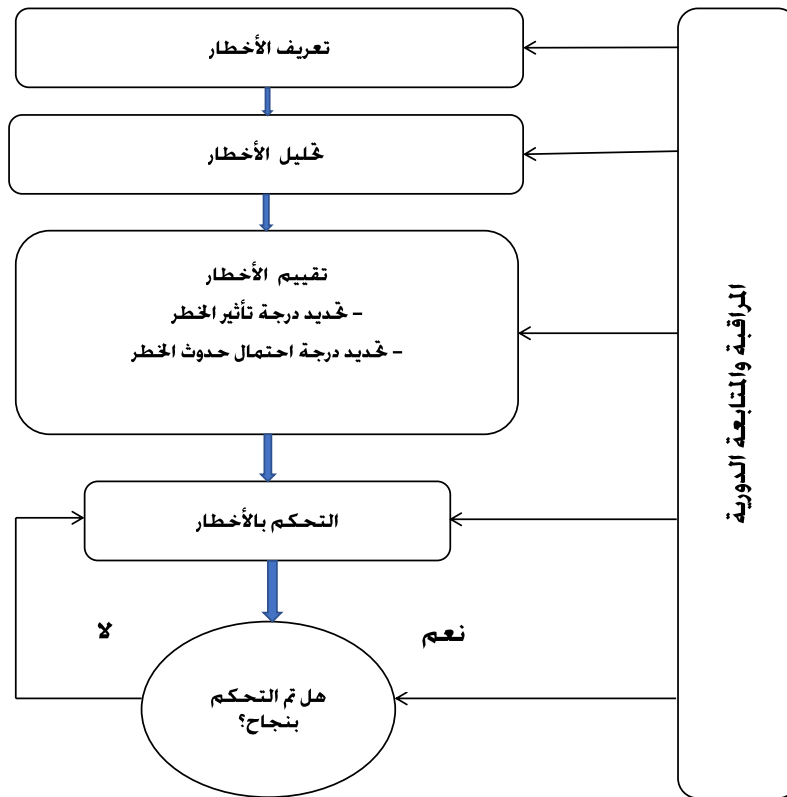 تعريف الأخطار
تحليل الأخطار
تقييم الأخطار
- تحديد درجة تأثير الخطر
- تحديد درجة احتمال حدوث الخطر
التحكم بالأخطار
لا
نعم
هل تم التحكم
بنجاح؟
المراقبة والمتابعة الدورية